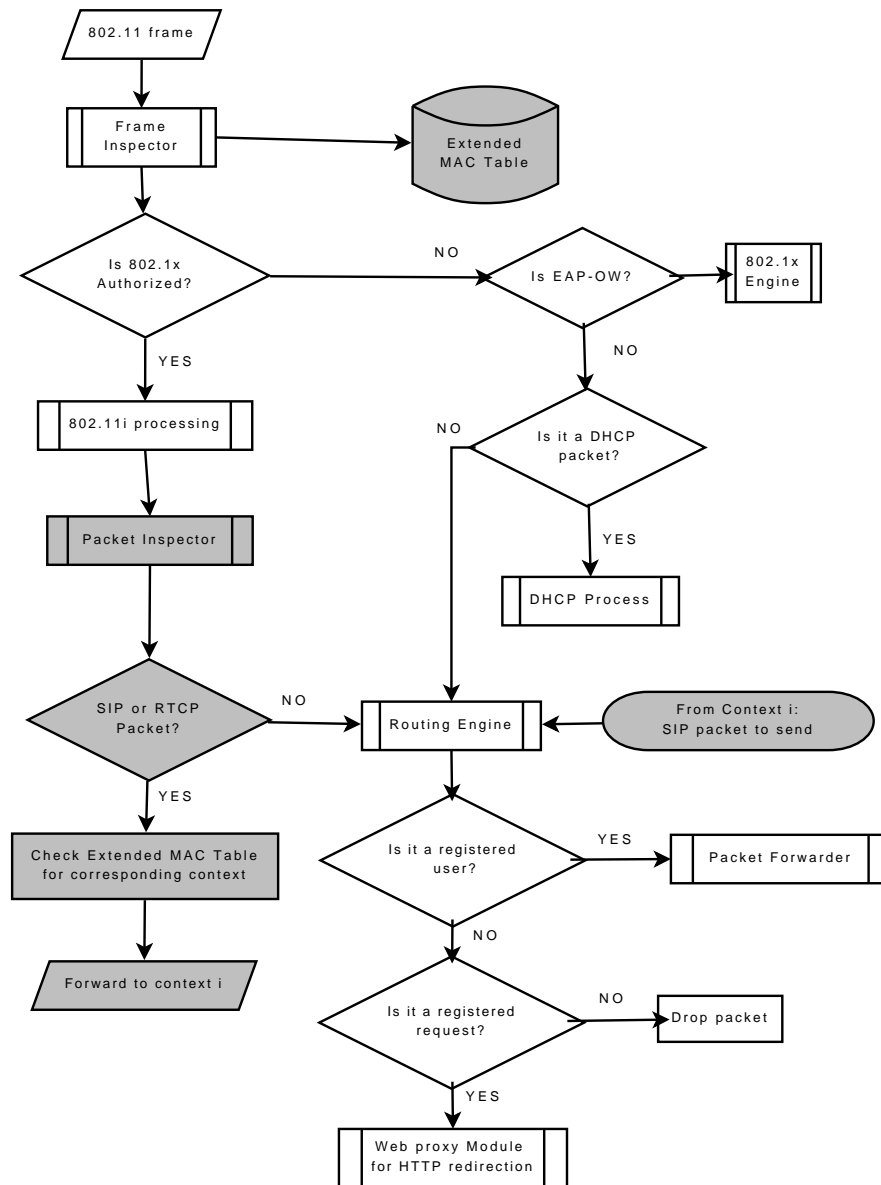 802.11 frame
Frame
Inspector
Extended
MAC Table
Is 802.1x
Authorized?
NO
Is EAP-OW?
802.1x
Engine
YES
NO
802.11i processing
NO
Is it a DHCP
packet?
Packet Inspector
YES
DHCP Process
SIP or RTCP
Packet?
NO
Routing Engine
From Context i:
SIP packet to send
YES
Check Extended MAC Table
for corresponding context
Is it a registered
user?
YES
Packet Forwarder
NO
Forward to context i
Is it a registered
request?
NO
Drop packet
YES
Web proxy Module
for HTTP redirection